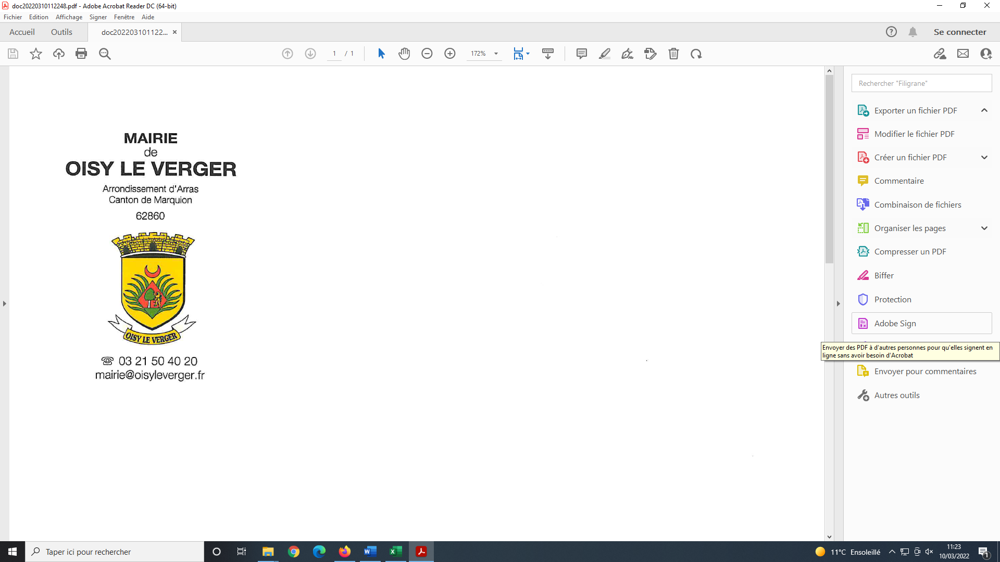 doc20220310112248.pdf - Adobe Acrobat Reader DC (64-bit)
Fichier Edition Affichage Signer Fenêtre Aide
Accueil Outils doc202203101122... ×
Se connecter
1 / 1
172%
MAIRIE
de
OISY LE VERGER
Arrondissement d'Arras
Canton de Marquion
62860
OISY LE VERGER
☎ 03 21 50 40 20
mairie@oisyleverger.fr
Rechercher "Filigrane"
Exporter un fichier PDF
Modifier le fichier PDF
Créer un fichier PDF
Commentaire
Combinaison de fichiers
Organiser les pages
Compresser un PDF
Biffer
Protection
Adobe Sign
Envoyer des PDF à d'autres personnes pour qu'elles signent en
ligne sans avoir besoin d'Acrobat
Envoyer pour commentaires
Autres outils
Taper ici pour rechercher
11°C Ensoleillé
11:23
10/03/2022
1